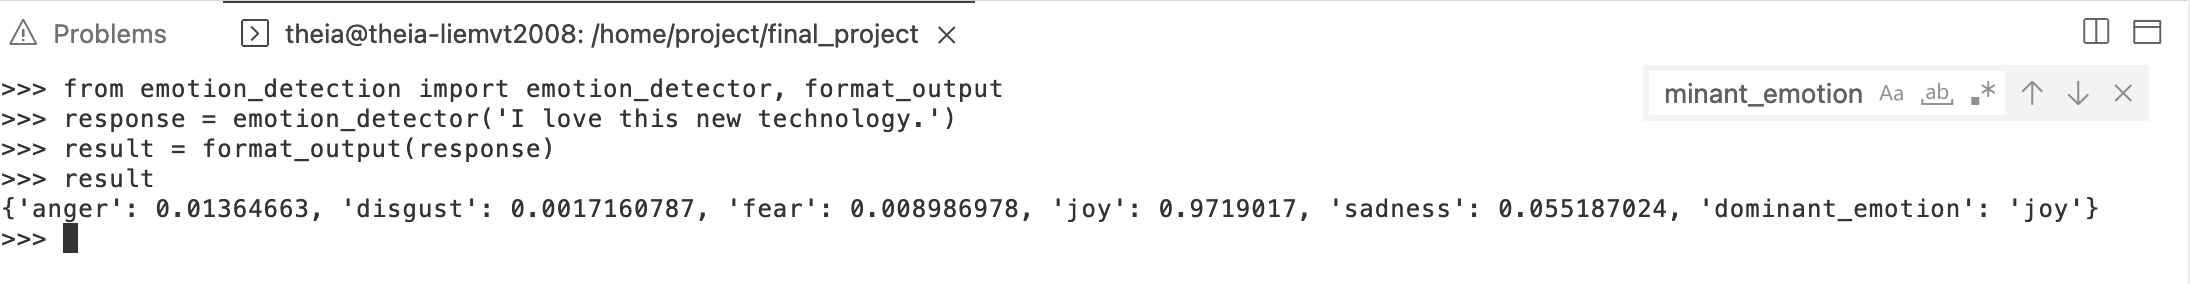 Problems
theia@theia-liemvt2008: /home/project/final_project
minant_emotion Aa ab .*
>>> from emotion_detection import emotion_detector, format_output
>>> response = emotion_detector('I love this new technology.')
>>> result = format_output(response)
>>> result
{'anger': 0.01364663, 'disgust': 0.0017160787, 'fear': 0.008986978, 'joy': 0.9719017, 'sadness': 0.055187024, 'dominant_emotion': 'joy'}
>>>